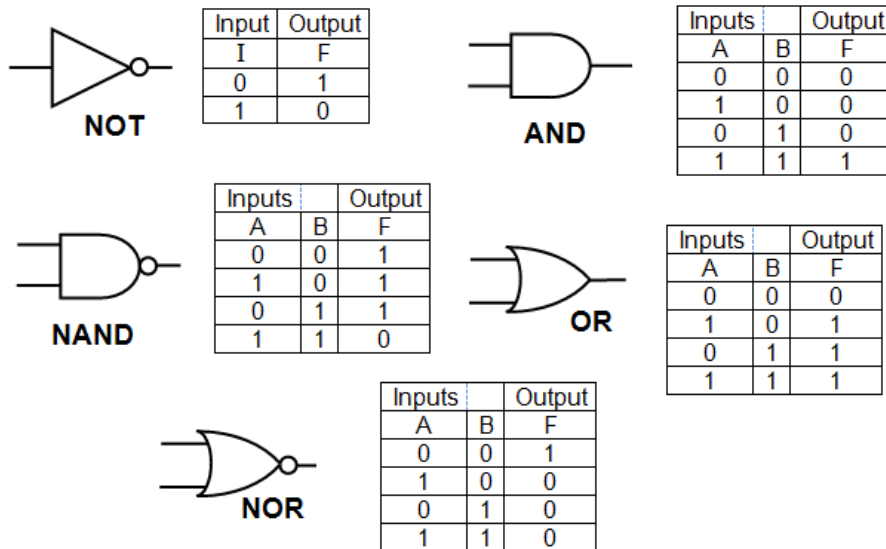 Input Output
I F
0 1
1 0
NOT
Inputs Output
A B F
0 0 0
1 0 0
0 1 0
1 1 1
AND
Inputs Output
A B F
0 0 1
1 0 1
0 1 1
1 1 0
NAND
Inputs Output
A B F
0 0 0
1 0 1
0 1 1
1 1 1
OR
Inputs Output
A B F
0 0 1
1 0 0
0 1 0
1 1 0
NOR